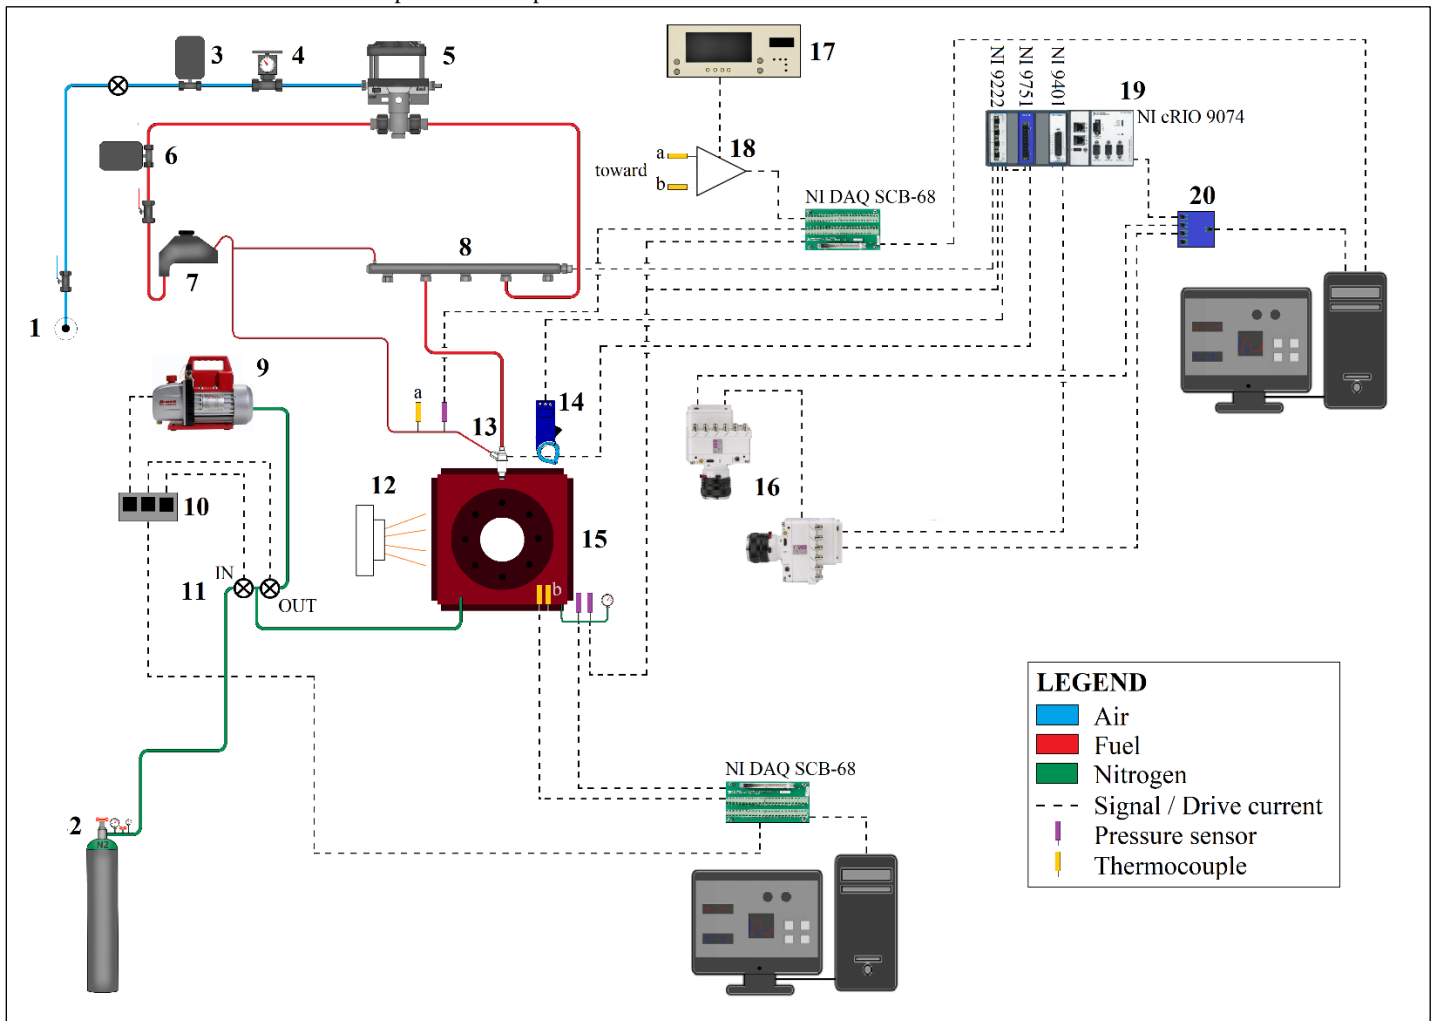 3
4
5
17
NI 9222
NI 9751
NI 9401
19
NI cRIO 9074
6
a
18
toward
b
NI DAQ SCB-68
20
7
8
1
9
a
13
14
12
16
10
15
IN
11
OUT
b
LEGEND
Air
Fuel
Nitrogen
Signal / Drive current
Pressure sensor
Thermocouple
NI DAQ SCB-68
2
N2